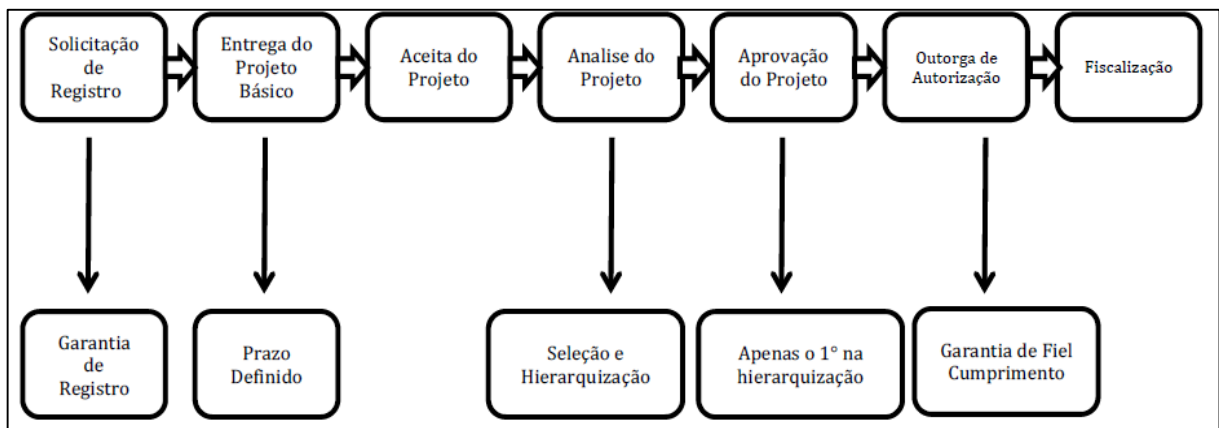 Solicitação
de
Registro
Entrega do
Projeto
Básico
Aceita do
Projeto
Analise do
Projeto
Aprovação
do Projeto
Outorga de
Autorização
Fiscalização
Garantia
de
Registro
Prazo
Definido
Seleção e
Hierarquização
Apenas o 1° na
hierarquização
Garantia de Fiel
Cumprimento